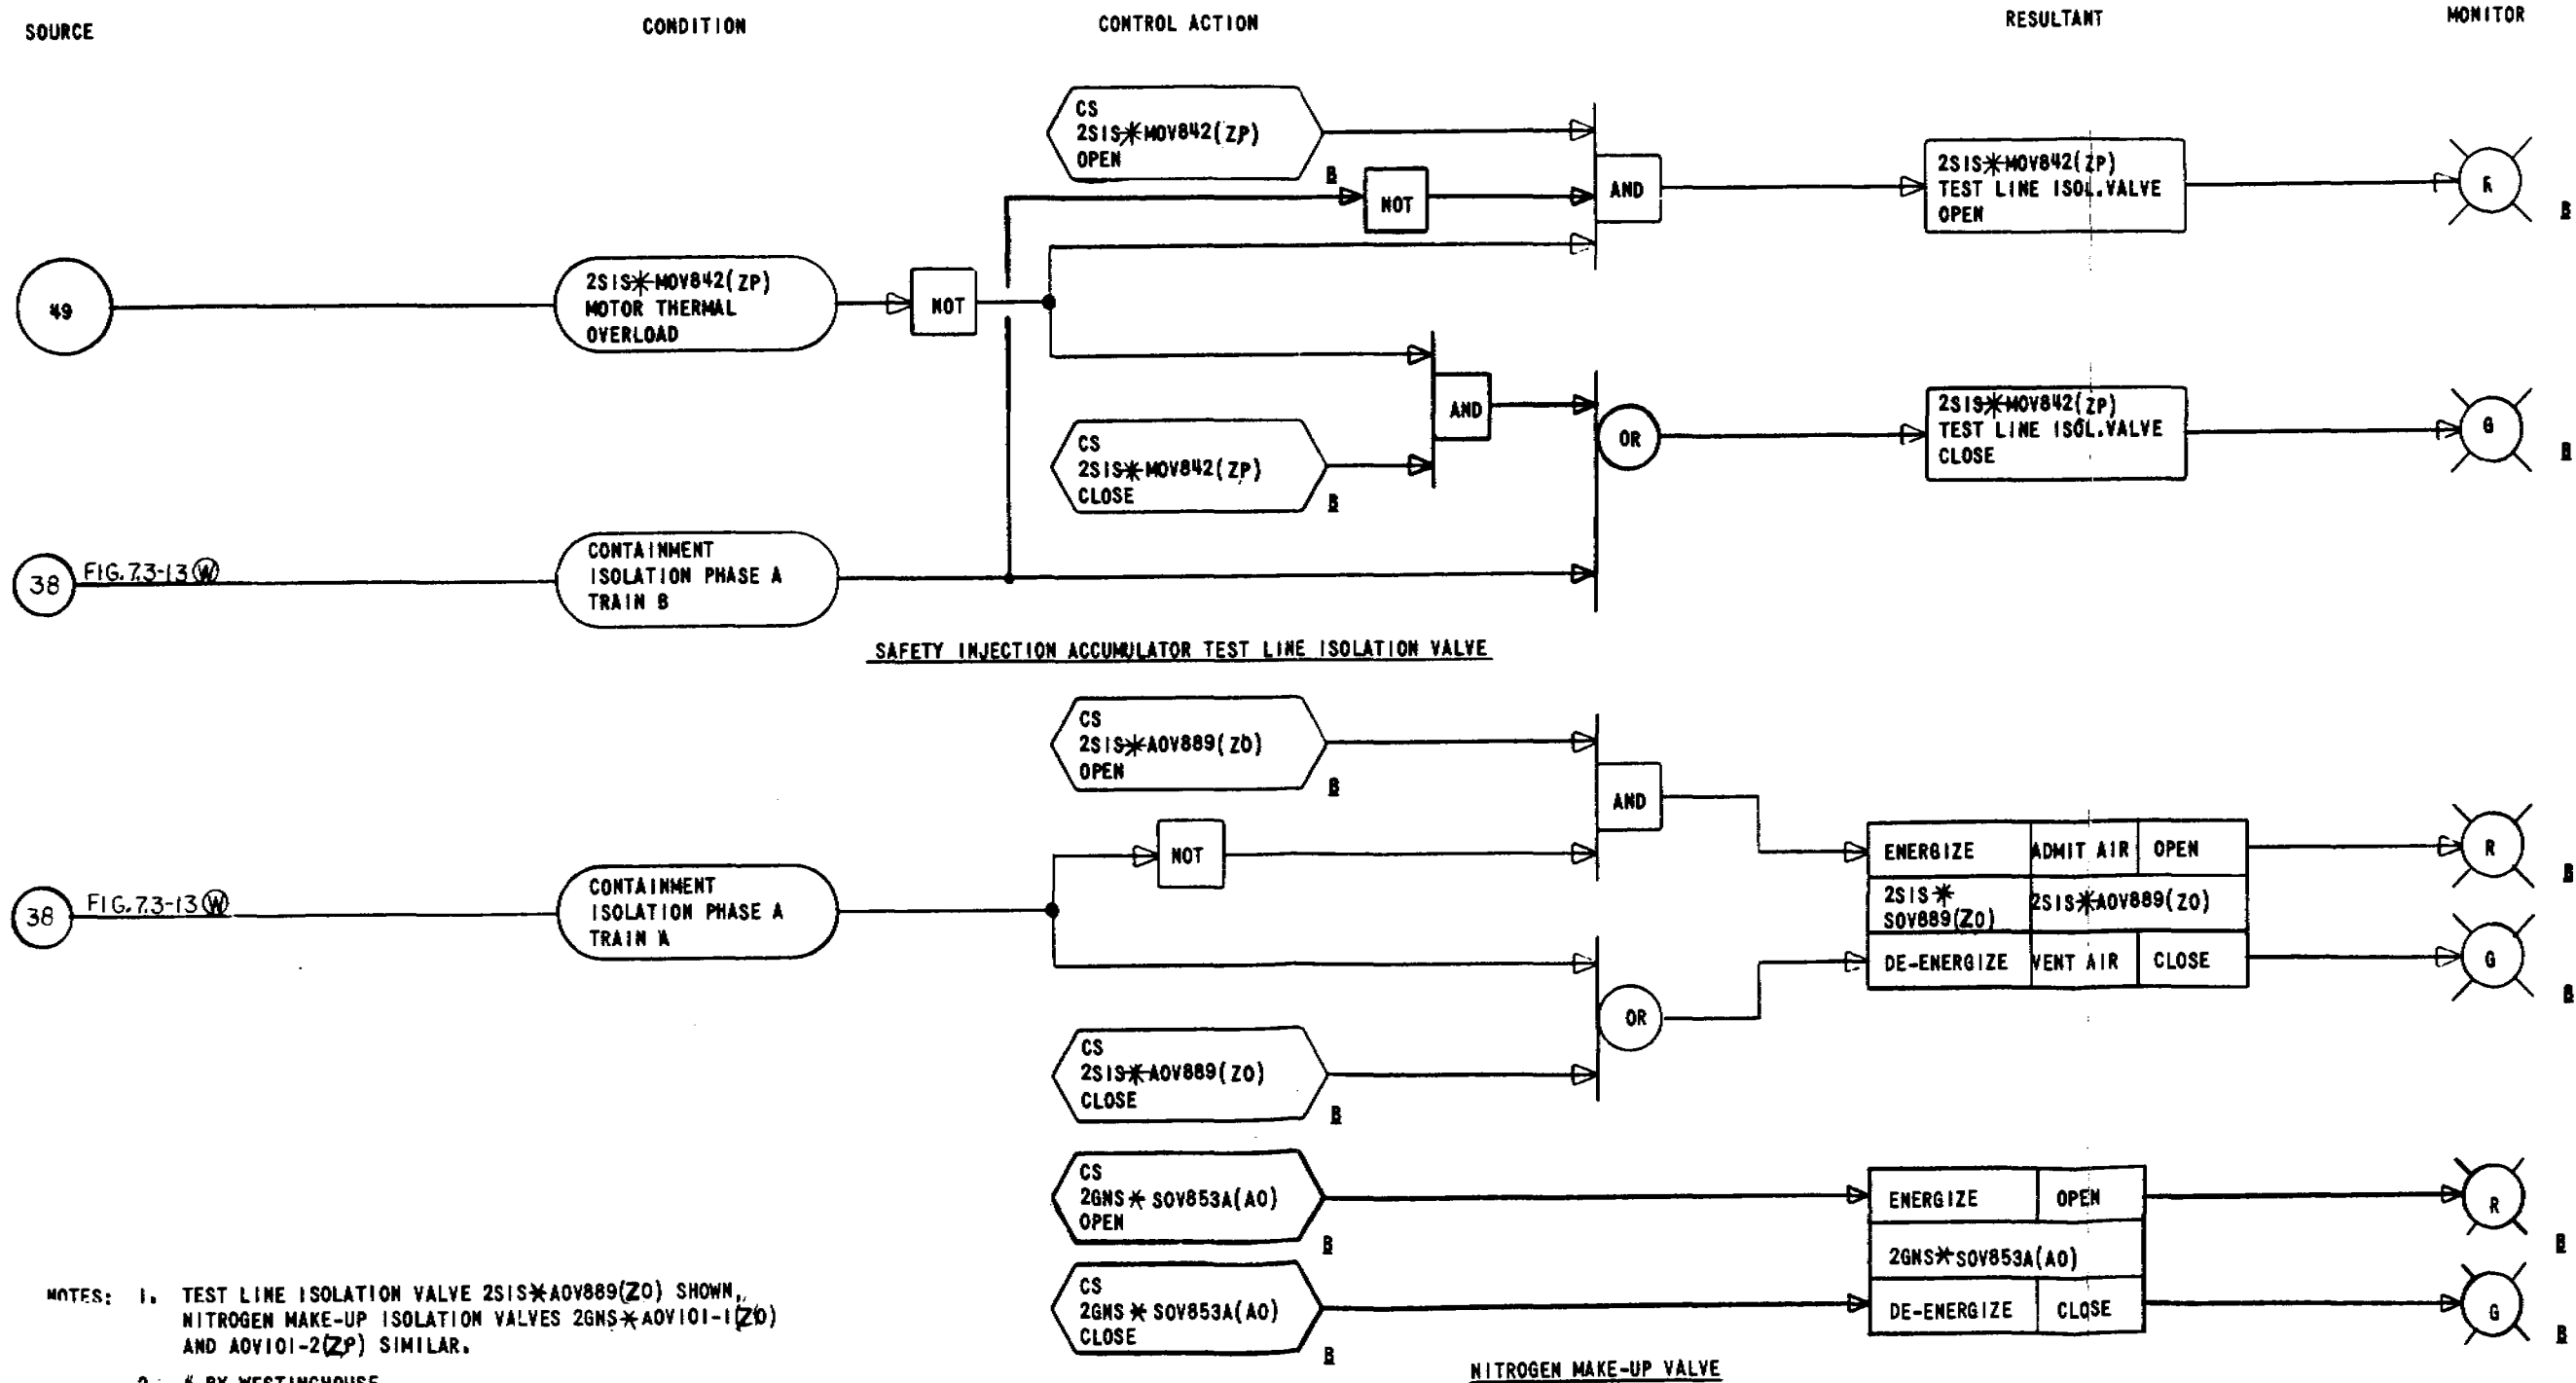 SOURCE
CONDITION
CONTROL ACTION
RESULTANT
MONITOR
CS
2SIS*MOV842(ZP)
OPEN
B
NOT
AND
2SIS*MOV842(ZP)
TEST LINE ISOL.VALVE
OPEN
R
B
49
2SIS*MOV842(ZP)
MOTOR THERMAL
OVERLOAD
NOT
AND
CS
2SIS*MOV842(ZP)
CLOSE
B
OR
2SIS*MOV842(ZP)
TEST LINE ISOL.VALVE
CLOSE
G
B
38
FIG.7.3-13 W
CONTAINMENT
ISOLATION PHASE A
TRAIN B
SAFETY INJECTION ACCUMULATOR TEST LINE ISOLATION VALVE
CS
2SIS*AOV889(ZO)
OPEN
B
NOT
AND
38
FIG.7.3-13 W
CONTAINMENT
ISOLATION PHASE A
TRAIN A
ENERGIZE ADMIT AIR OPEN
2SIS*
SOV889(ZO)
2SIS*AOV889(ZO)
DE-ENERGIZE VENT AIR CLOSE
R
B
G
B
OR
CS
2SIS*AOV889(ZO)
CLOSE
B
CS
2GNS*SOV853A(AO)
OPEN
B
ENERGIZE OPEN
2GNS*SOV853A(AO)
DE-ENERGIZE CLOSE
R
B
G
B
CS
2GNS*SOV853A(AO)
CLOSE
B
NITROGEN MAKE-UP VALVE
NOTES: 1. TEST LINE ISOLATION VALVE 2SIS*AOV889(ZO) SHOWN,
NITROGEN MAKE-UP ISOLATION VALVES 2GNS*AOV101-1(ZO)
AND AOV101-2(ZP) SIMILAR.
BY WESTINGHOUSE